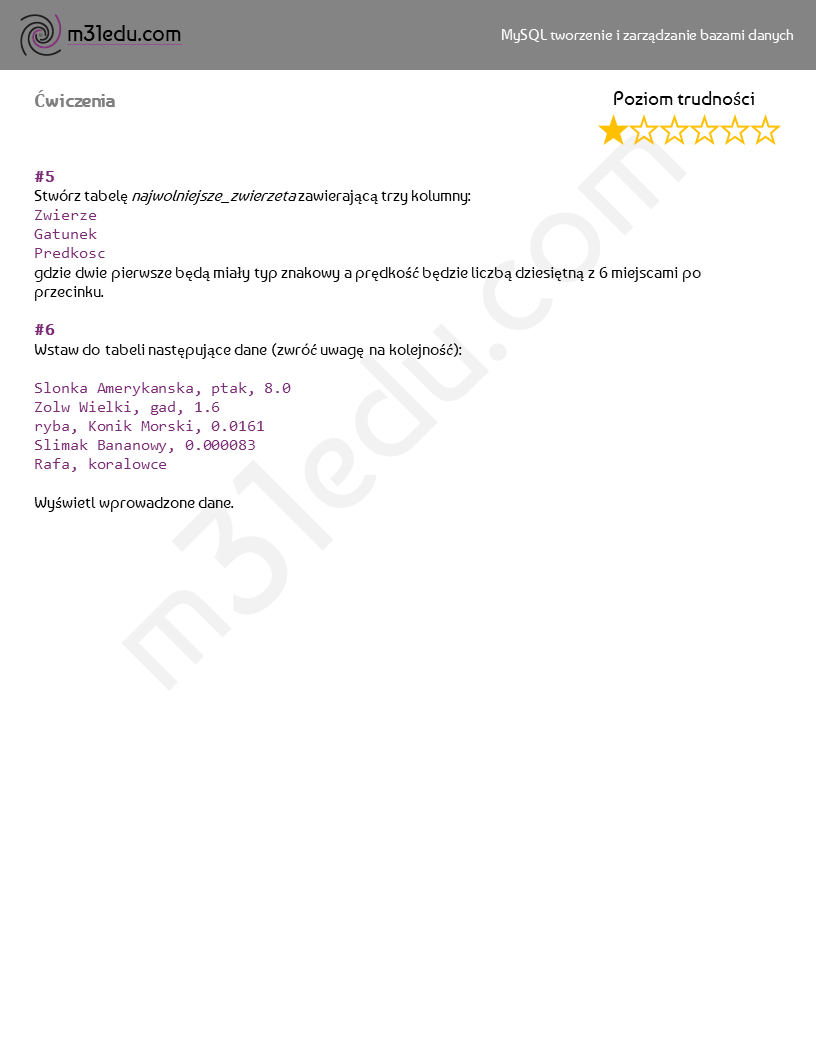 m31edu.com
MySQL tworzenie i zarządzanie bazami danych
Ćwiczenia
Poziom trudności
#5
Stwórz tabelę najwolniejsze_zwierzeta zawierającą trzy kolumny:
Zwierze
Gatunek
Predkosc
gdzie dwie pierwsze będą miały typ znakowy a prędkość będzie liczbą dziesiętną z 6 miejscami po
przecinku.
#6
Wstaw do tabeli następujące dane (zwróć uwagę na kolejność):
Slonka Amerykanska, ptak, 8.0
Zolw Wielki, gad, 1.6
ryba, Konik Morski, 0.0161
Slimak Bananowy, 0.000083
Rafa, koralowce
Wyświetl wprowadzone dane.
m31edu.com